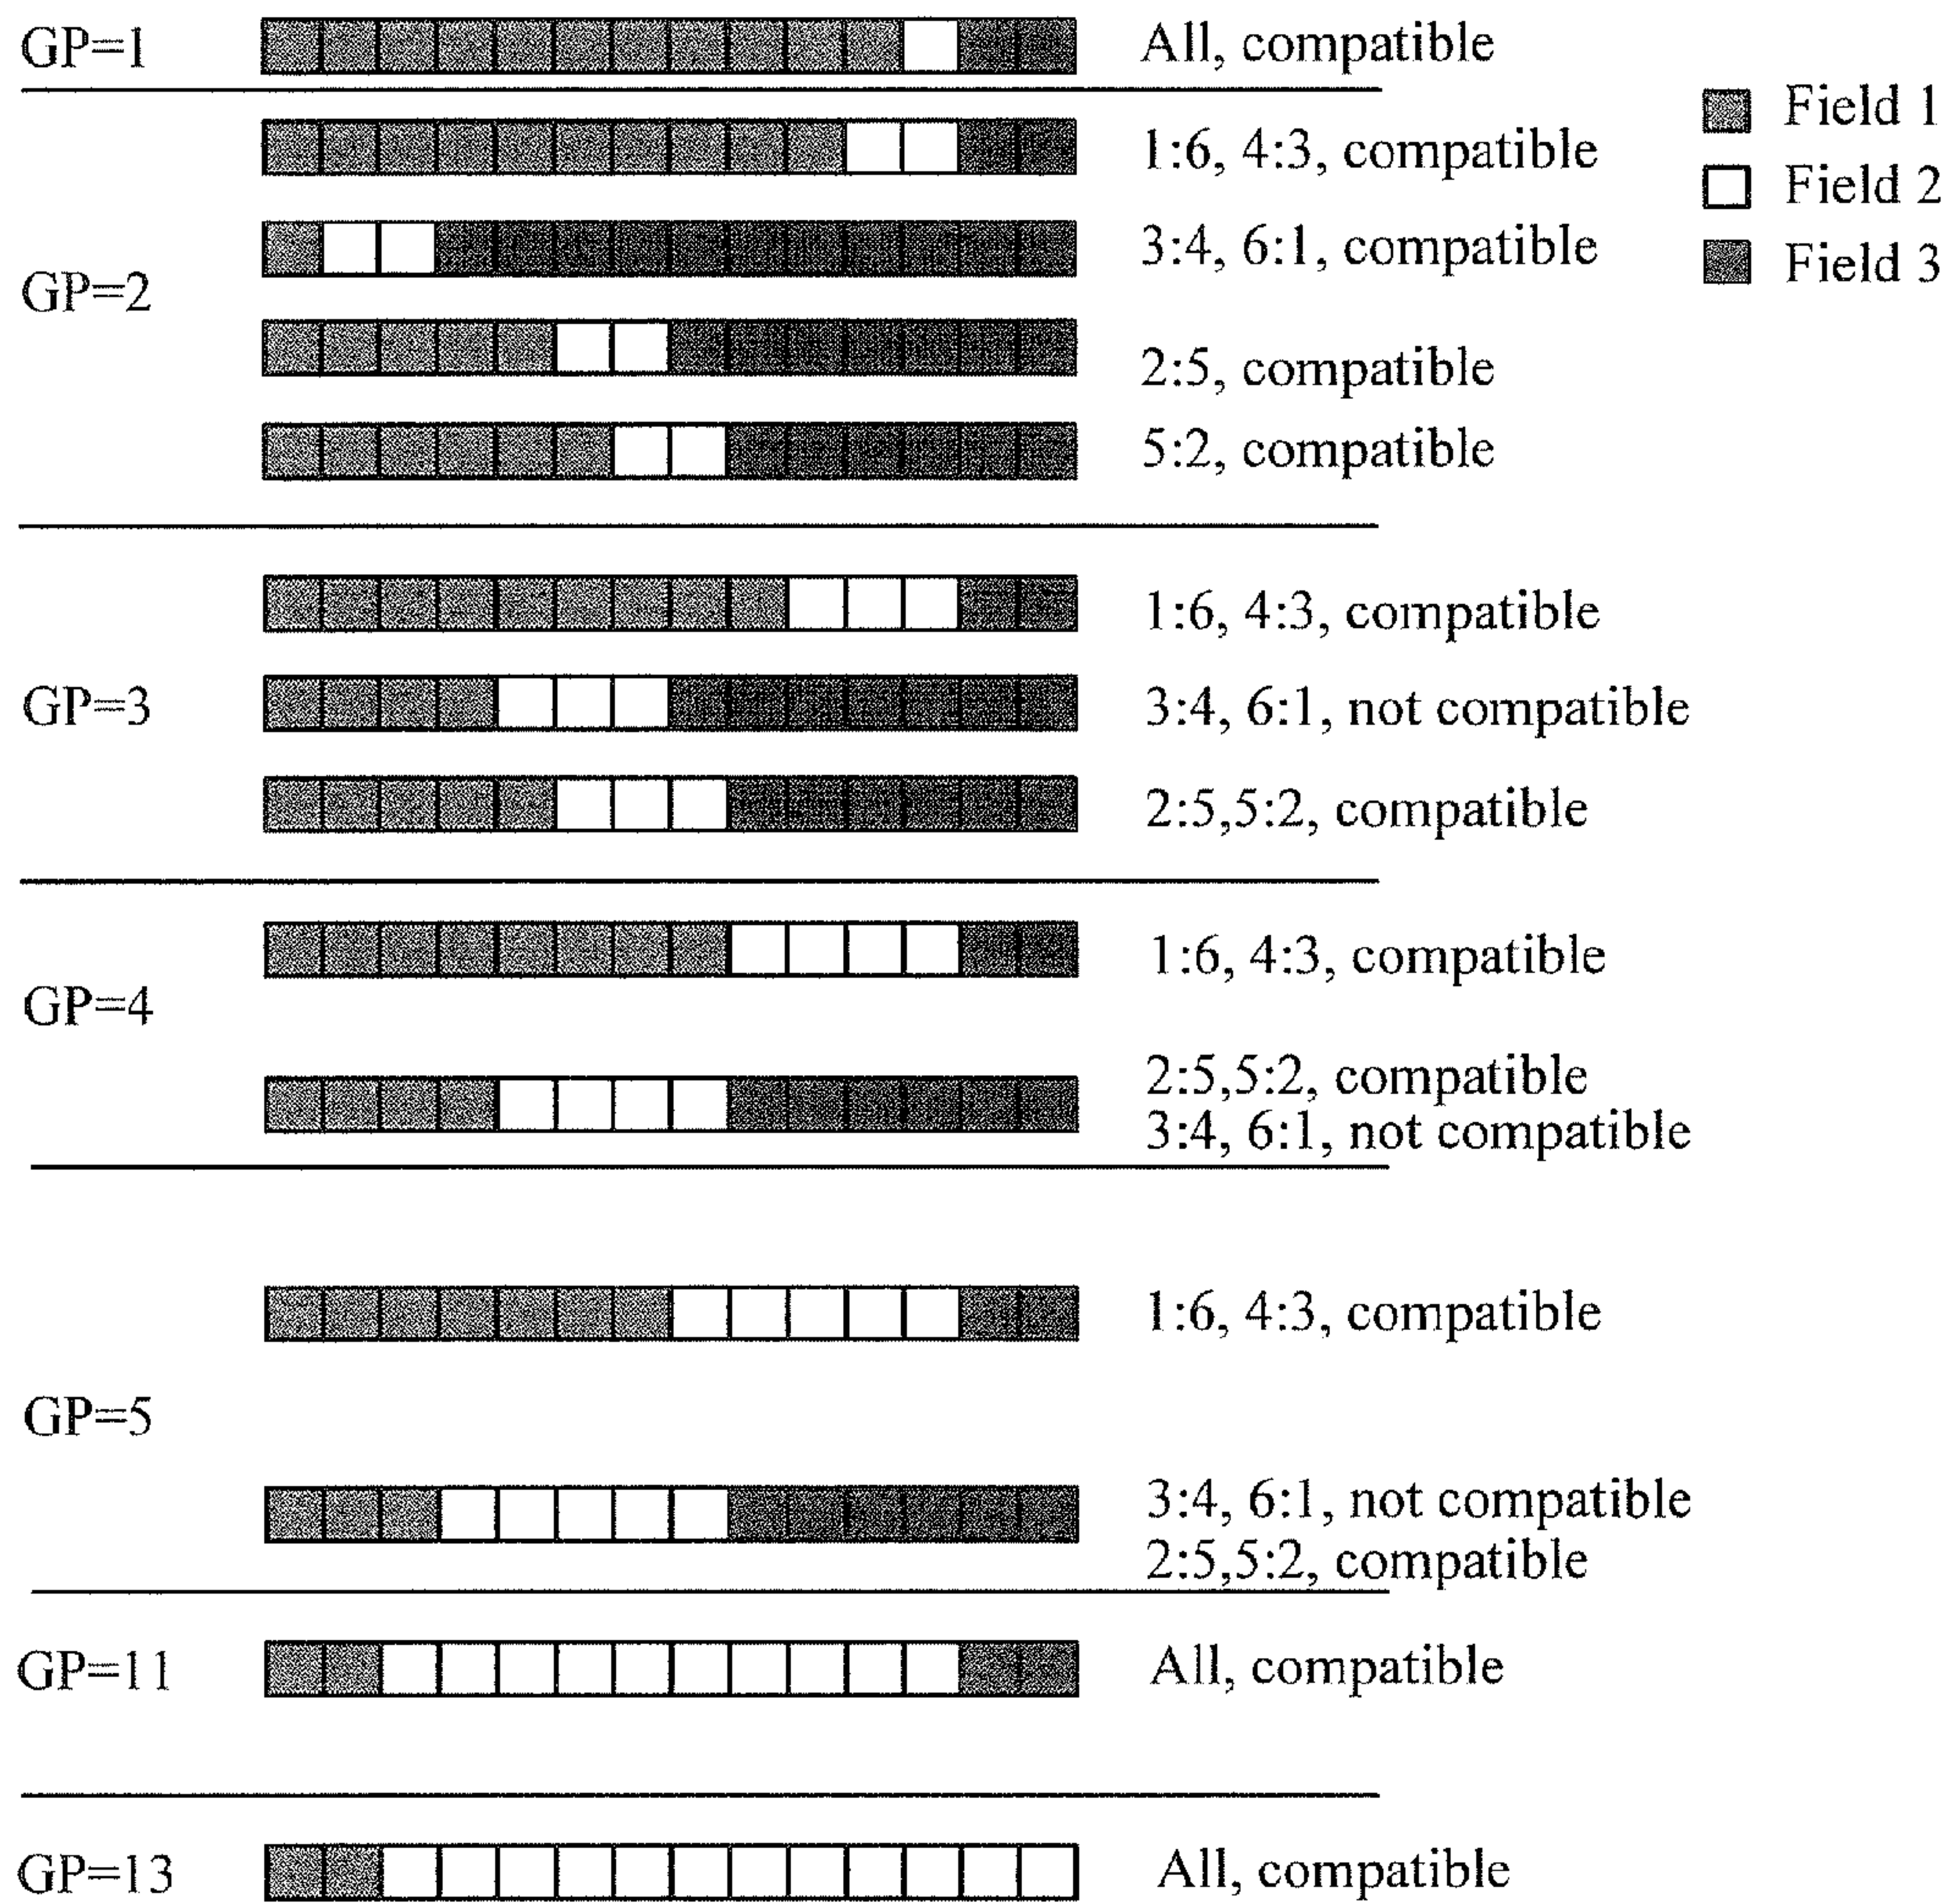 GP=1
All, compatible
Field 1
Field 2
Field 3
GP=2
1:6, 4:3, compatible
3:4, 6:1, compatible
2:5, compatible
5:2, compatible
GP=3
1:6, 4:3, compatible
3:4, 6:1, not compatible
2:5,5:2, compatible
GP=4
1:6, 4:3, compatible
2:5,5:2, compatible
3:4, 6:1, not compatible
GP=5
1:6, 4:3, compatible
3:4, 6:1, not compatible
2:5,5:2, compatible
GP=11
All, compatible
GP=13
All, compatible